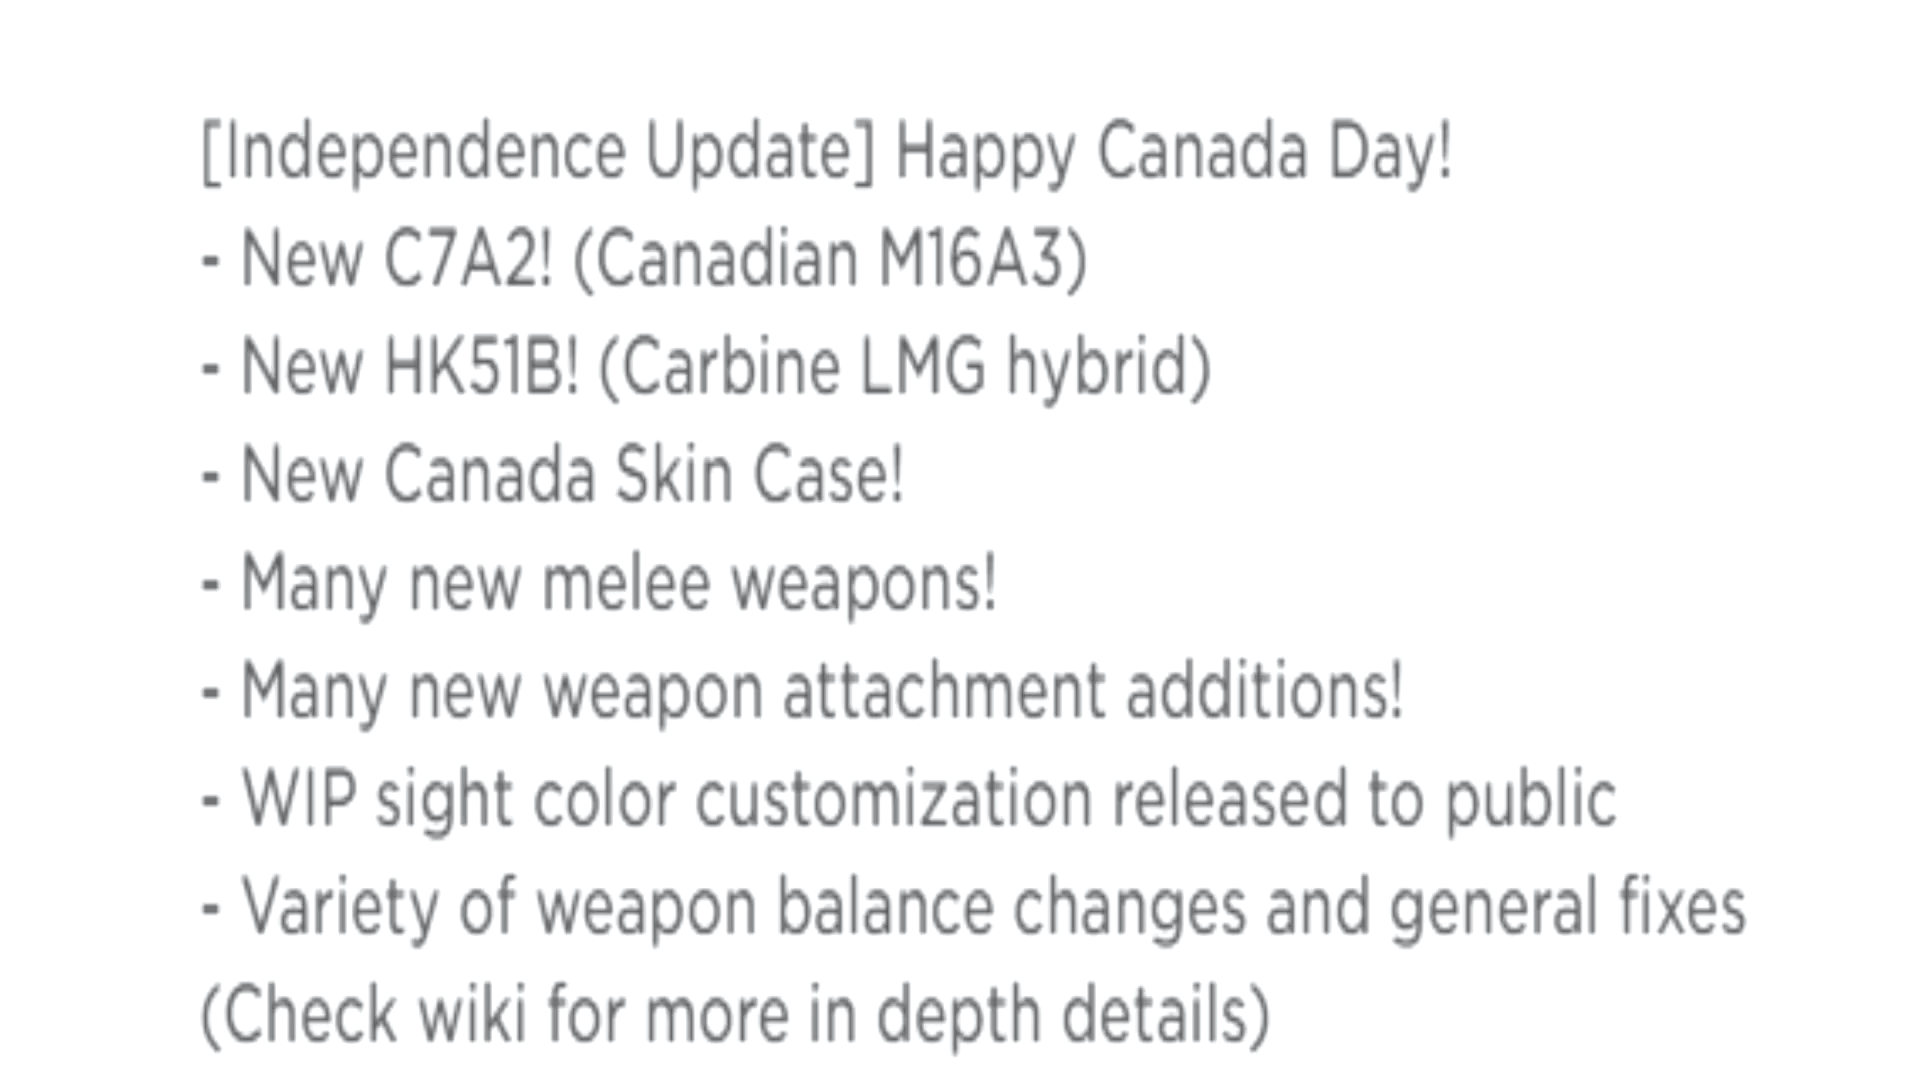 [Independence Update] Happy Canada Day!
- New C7A2! (Canadian M16A3)
- New HK51B! (Carbine LMG hybrid)
- New Canada Skin Case!
- Many new melee weapons!
- Many new weapon attachment additions!
- WIP sight color customization released to public
- Variety of weapon balance changes and general fixes
(Check wiki for more in depth details)